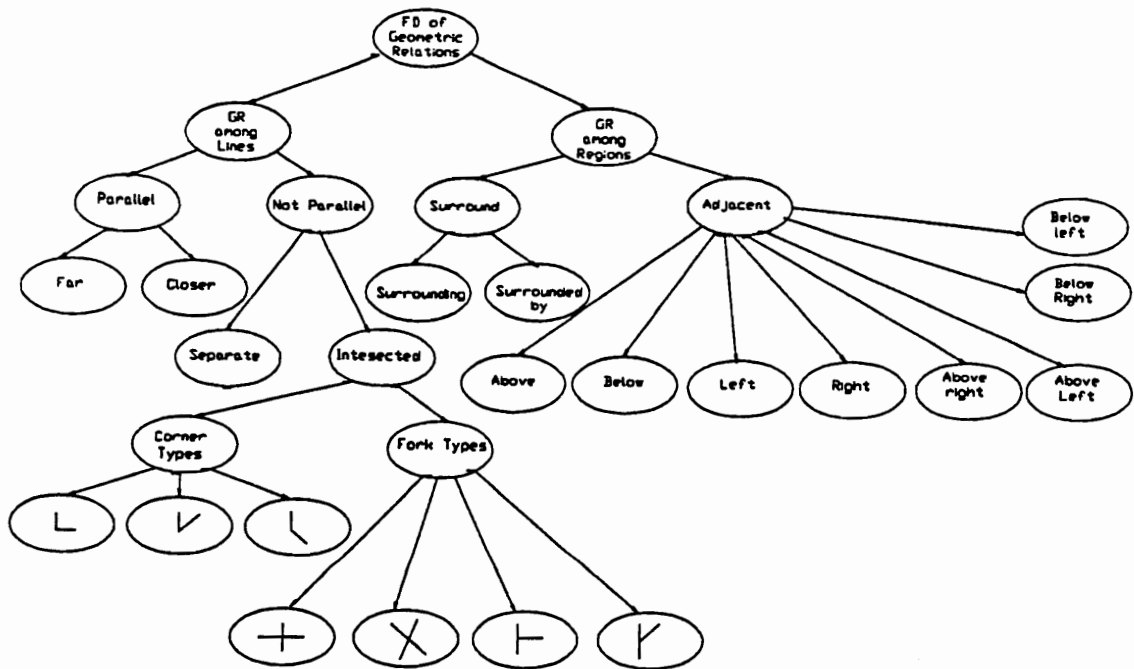 FD of
Geometric
Relations
GR
among
Lines
GR
among
Regions
Parallel
Not Parallel
Surround
Adjacent
Below
left
Far
Closer
Surrounding
Surrounded
by
Below
Right
Separate
Intesected
Above
Below
Left
Right
Above
right
Above
Left
Corner
Types
Fork Types